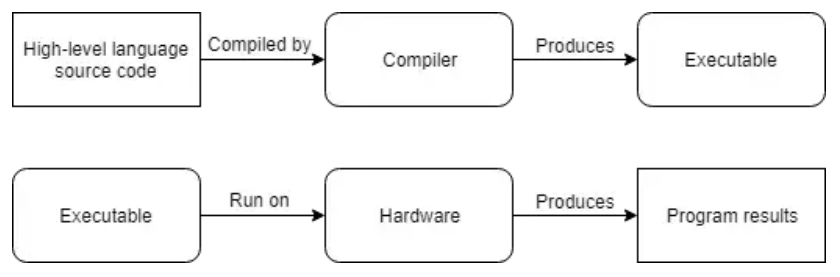 High-level language
source code
Compiled by
Compiler
Produces
Executable
Executable
Run on
Hardware
Produces
Program results